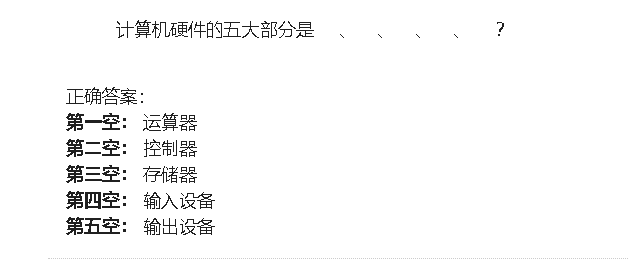 计算机硬件的五大部分是 、 、 、 、 ？
正确答案：
第一空： 运算器
第二空： 控制器
第三空： 存储器
第四空： 输入设备
第五空： 输出设备